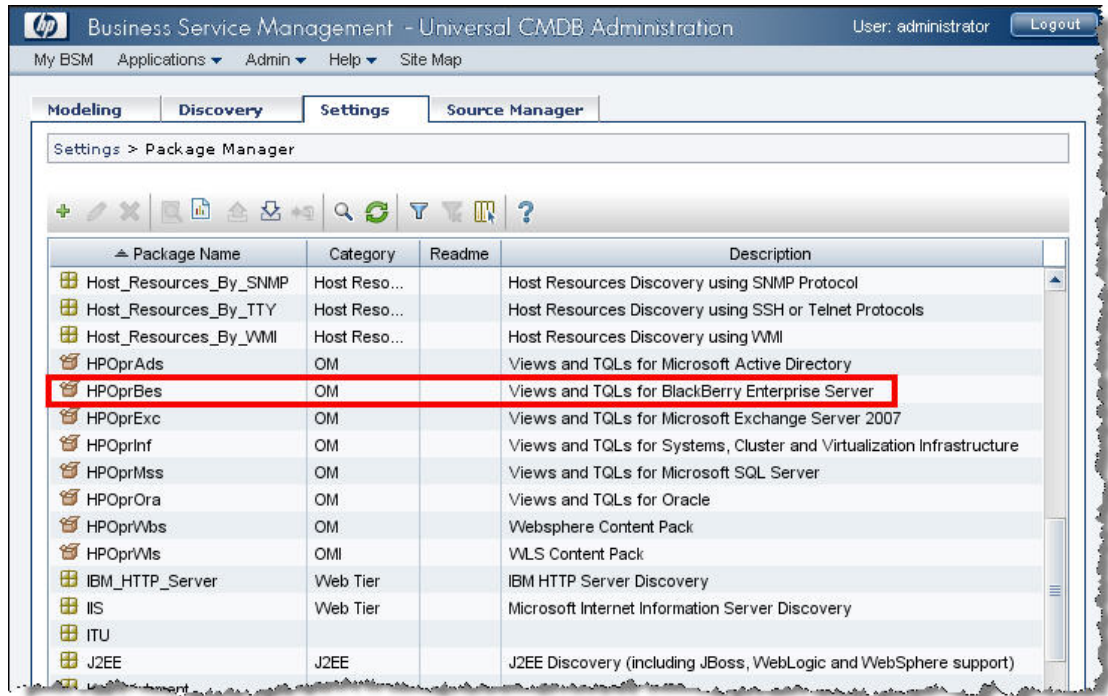 hp Business Service Management - Universal CMDB Administration User: administrator Logout
My BSM Applications Admin Help Site Map
Modeling Discovery Settings Source Manager
Settings > Package Manager
?
Package Name Category Readme Description
Host_Resources_By_SNMP Host Reso... Host Resources Discovery using SNMP Protocol
Host_Resources_By_TTY Host Reso... Host Resources Discovery using SSH or Telnet Protocols
Host_Resources_By_WMI Host Reso... Host Resources Discovery using WMI
HPOprAds OM Views and TQLs for Microsoft Active Directory
HPOprBes OM Views and TQLs for BlackBerry Enterprise Server
HPOprExc OM Views and TQLs for Microsoft Exchange Server 2007
HPOprInf OM Views and TQLs for Systems, Cluster and Virtualization Infrastructure
HPOprMss OM Views and TQLs for Microsoft SQL Server
HPOprOra OM Views and TQLs for Oracle
HPOprWbs OM Websphere Content Pack
HPOprWls OMI WLS Content Pack
IBM_HTTP_Server Web Tier IBM HTTP Server Discovery
IIS Web Tier Microsoft Internet Information Server Discovery
ITU
J2EE J2EE J2EE Discovery (including JBoss, WebLogic and WebSphere support)